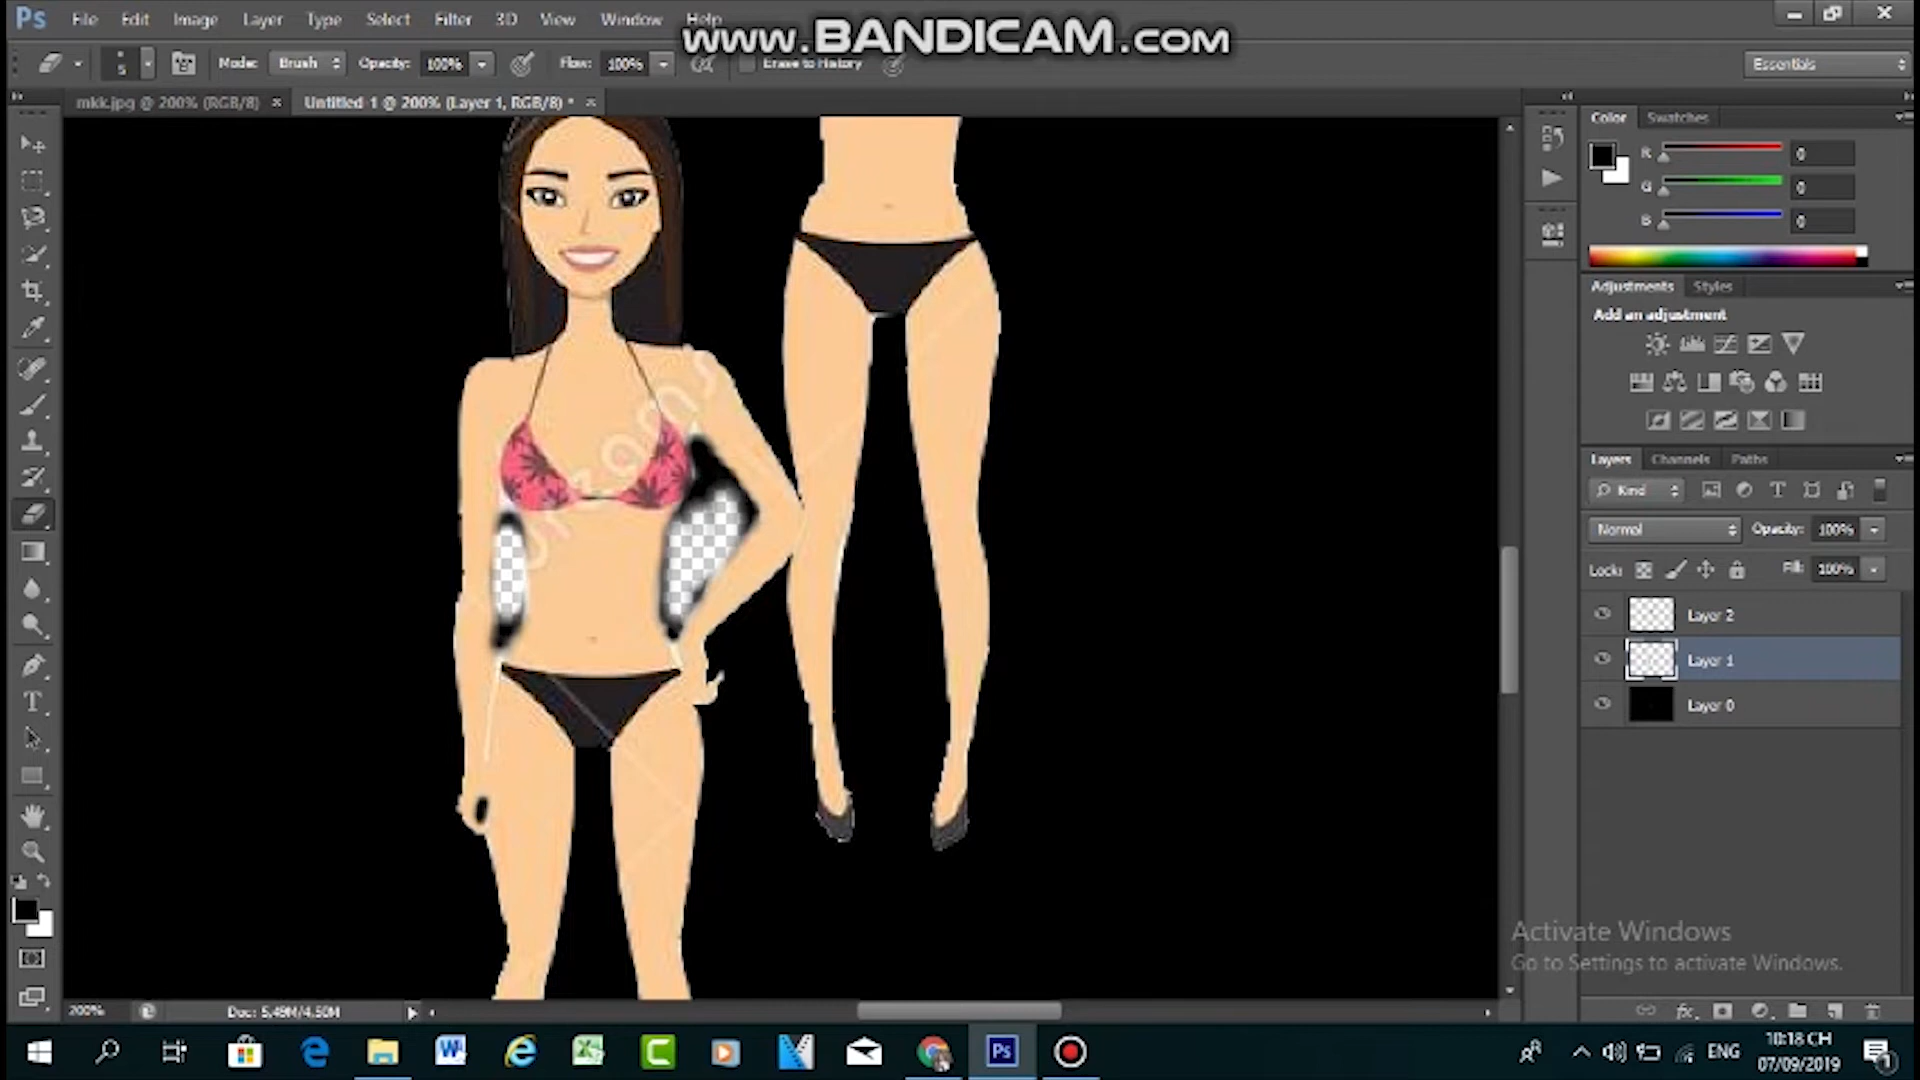 Ps File Edit Image Layer Type Select Filter 3D View Window Help
www.BANDICAM.com
5 Mode: Brush Opacity: 100% Flow: 100% Erase to History Essentials
mkk.jpg @ 200% (RGB/8) × Untitled-1 @ 200% (Layer 1, RGB/8) * ×
Color Swatches
R 0
G 0
B 0
Adjustments Styles
Add an adjustment
Layers Channels Paths
Kind
Normal Opacity: 100%
Lock: Fill: 100%
Layer 2
Layer 1
Layer 0
Activate Windows
Go to Settings to activate Windows.
200% Doc: 5.49M/4.50M
ENG 10:18 CH
07/09/2019